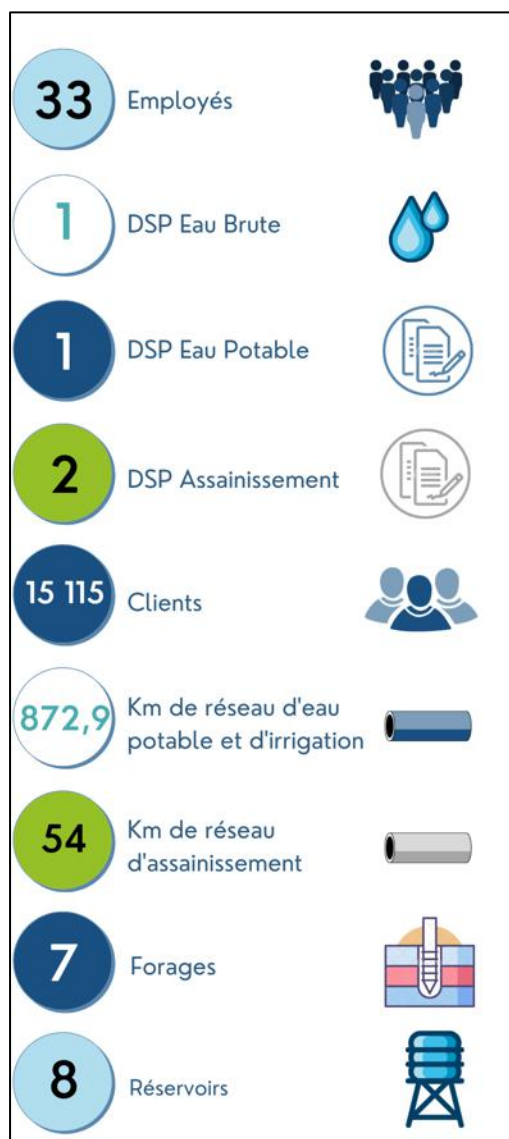 33 Employés
1 DSP Eau Brute
1 DSP Eau Potable
2 DSP Assainissement
15 115 Clients
872,9 Km de réseau d'eau
potable et d'irrigation
54 Km de réseau
d'assainissement
7 Forages
8 Réservoirs